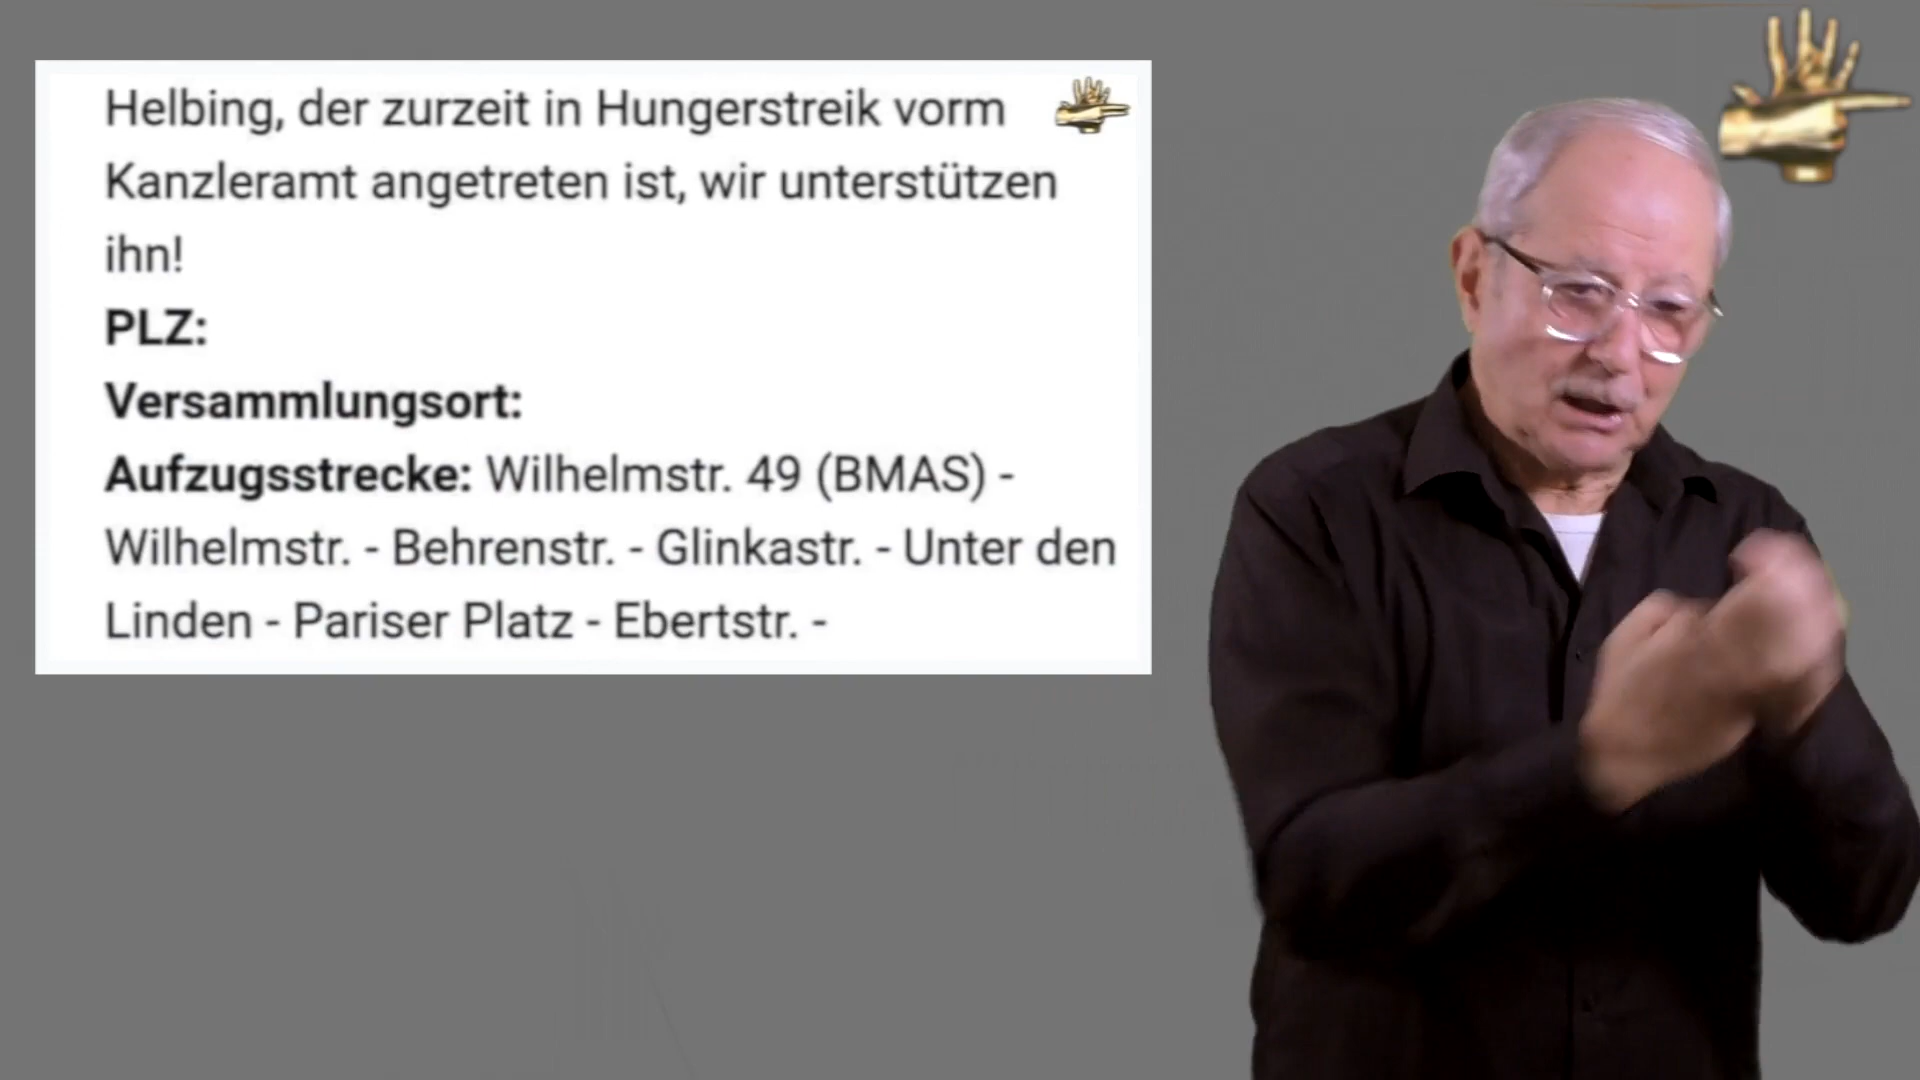 Helbing, der zurzeit in Hungerstreik vorm
Kanzleramt angetreten ist, wir unterstützen
ihn!
PLZ:
Versammlungsort:
Aufzugsstrecke: Wilhelmstr. 49 (BMAS) -
Wilhelmstr. - Behrenstr. - Glinkastr. - Unter den
Linden - Pariser Platz - Ebertstr. -